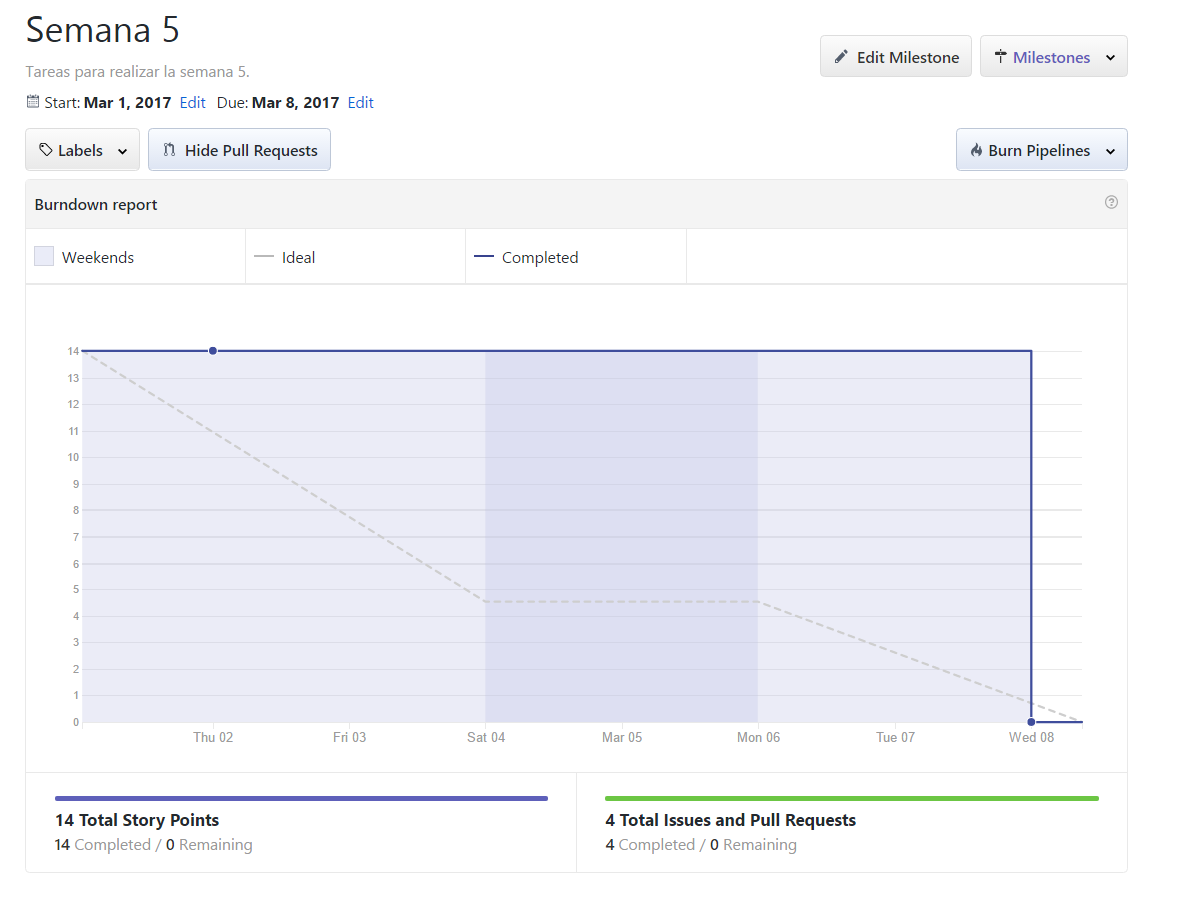 Semana 5
Edit Milestone
Milestones
Tareas para realizar la semana 5.
Start: Mar 1, 2017 Edit Due: Mar 8, 2017 Edit
Labels
Hide Pull Requests
Burn Pipelines
Burndown report
?
Weekends
Ideal
Completed
14
13
12
11
10
9
8
7
6
5
4
3
2
1
0
Thu 02
Fri 03
Sat 04
Mar 05
Mon 06
Tue 07
Wed 08
14 Total Story Points
14 Completed / 0 Remaining
4 Total Issues and Pull Requests
4 Completed / 0 Remaining